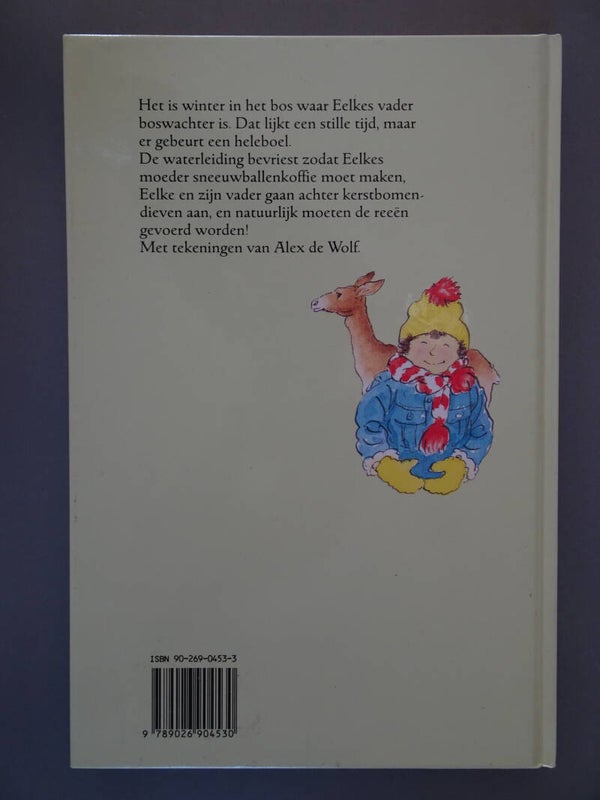 Het is winter in het bos waar Eelkes vader
boswachter is. Dat lijkt een stille tijd, maar
er gebeurt een heleboel.
De waterleiding bevriest zodat Eelkes
moeder sneeuwballenkoffie moet maken,
Eelke en zijn vader gaan achter kerstbomen-
dieven aan, en natuurlijk moeten de reeën
gevoerd worden!
Met tekeningen van Alex de Wolf.
ISBN 90-269-0453-3
9 789026 904530